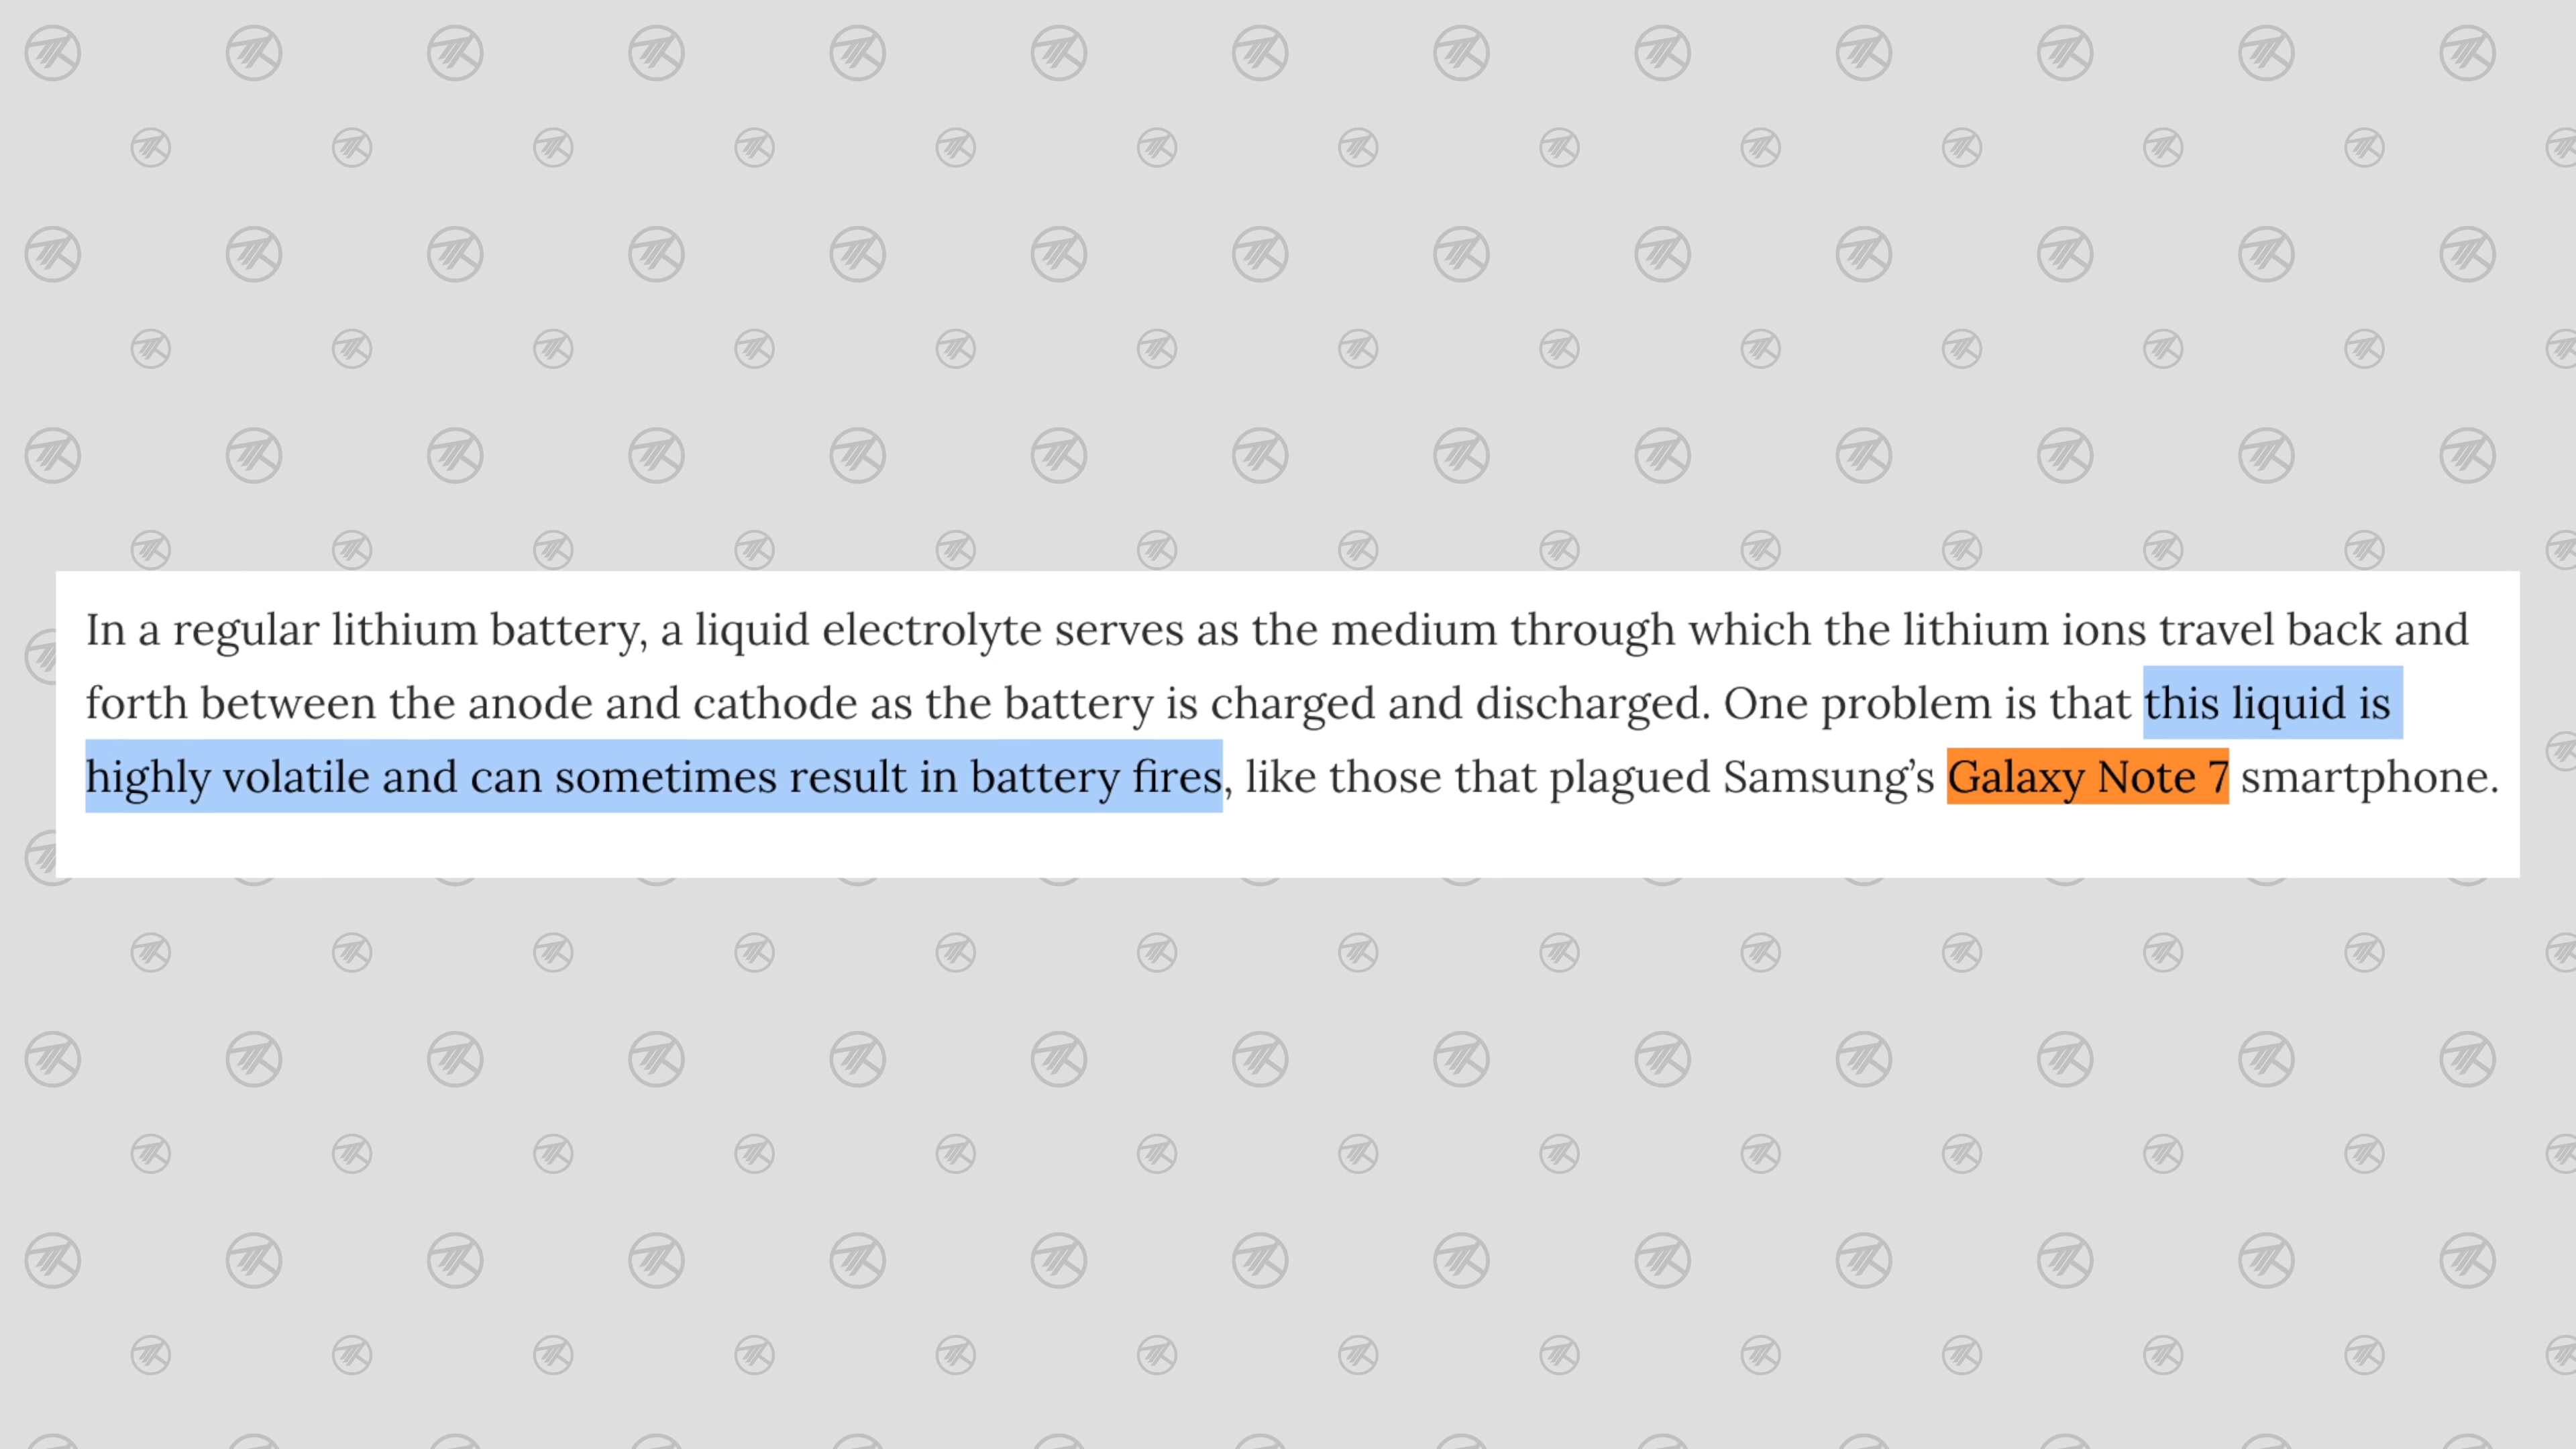 In a regular lithium battery, a liquid electrolyte serves as the medium through which the lithium ions travel back and
forth between the anode and cathode as the battery is charged and discharged. One problem is that this liquid is
highly volatile and can sometimes result in battery fires, like those that plagued Samsung’s Galaxy Note 7 smartphone.